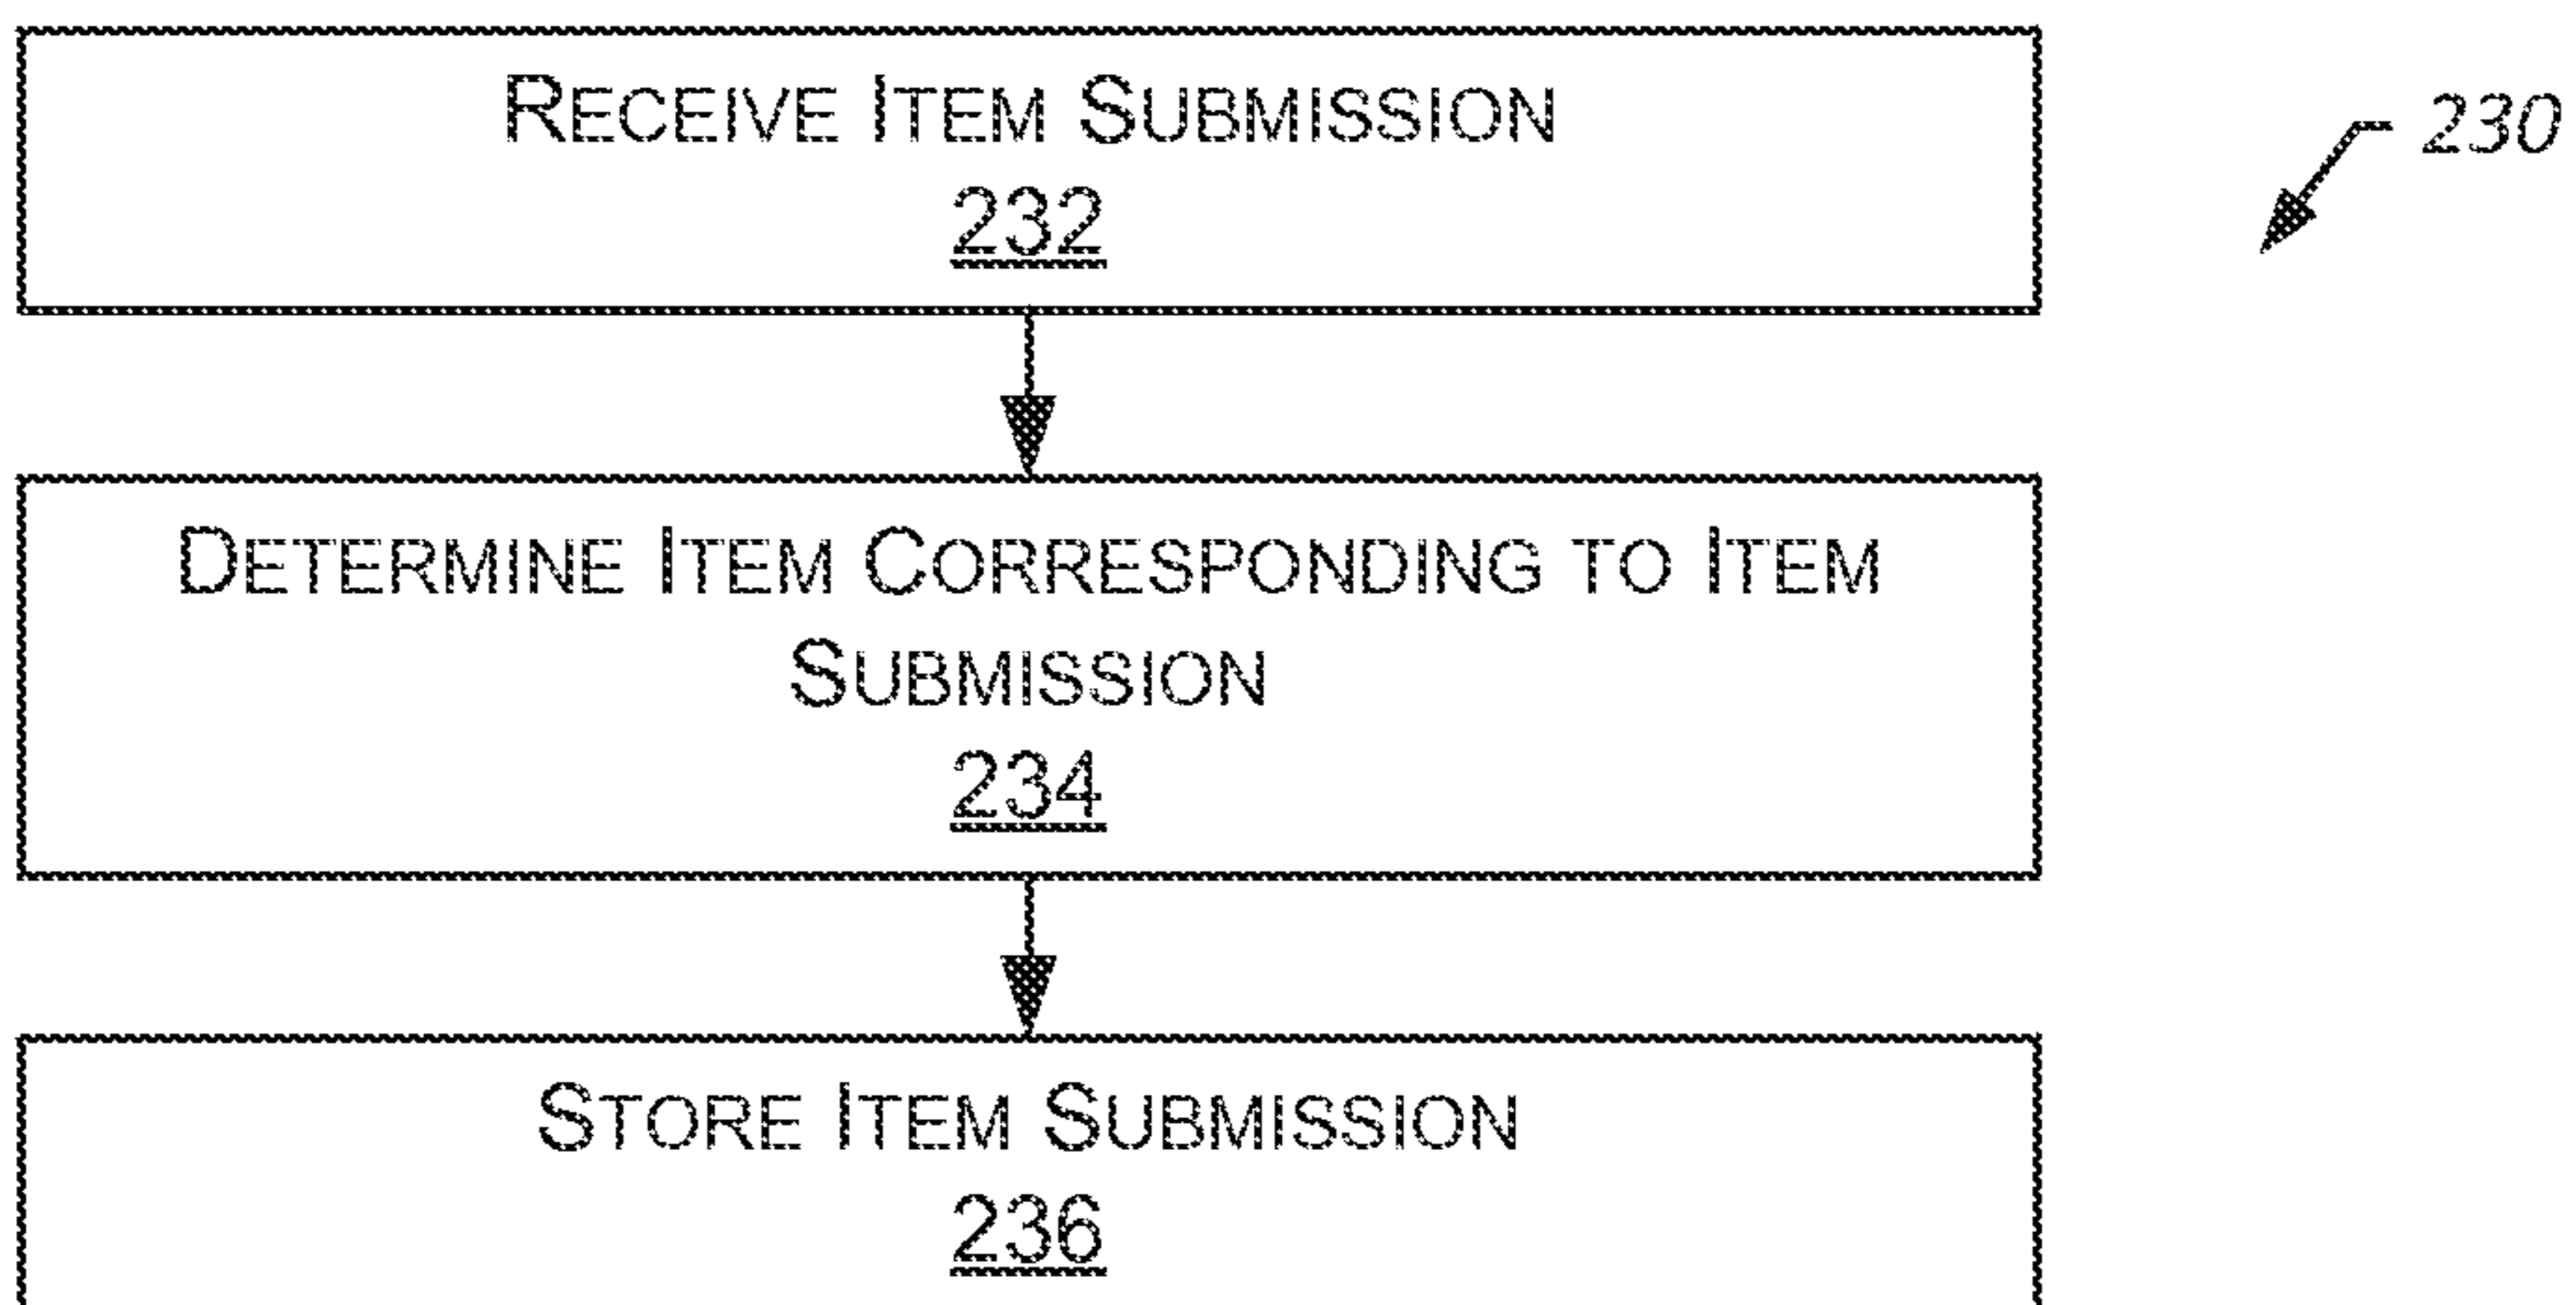 RECEIVE ITEM SUBMISSION
232
230
DETERMINE ITEM CORRESPONDING TO ITEM
SUBMISSION
234
STORE ITEM SUBMISSION
236